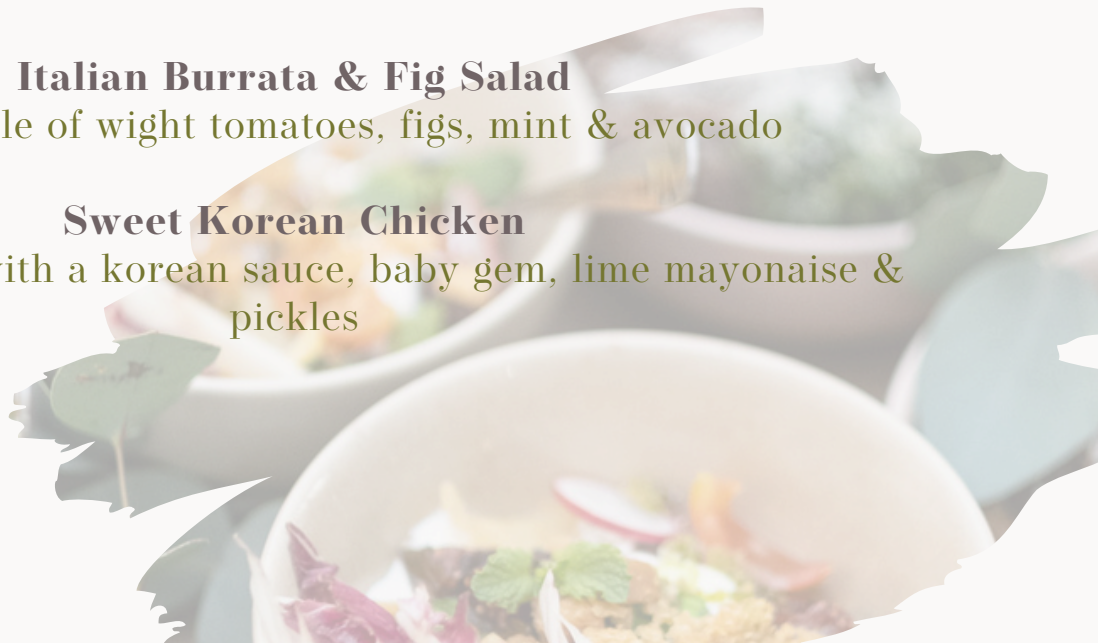 Italian Burrata & Fig Salad
le of wight tomatoes, figs, mint & avocado
Sweet Korean Chicken
ith a korean sauce, baby gem, lime mayonaise &
pickles